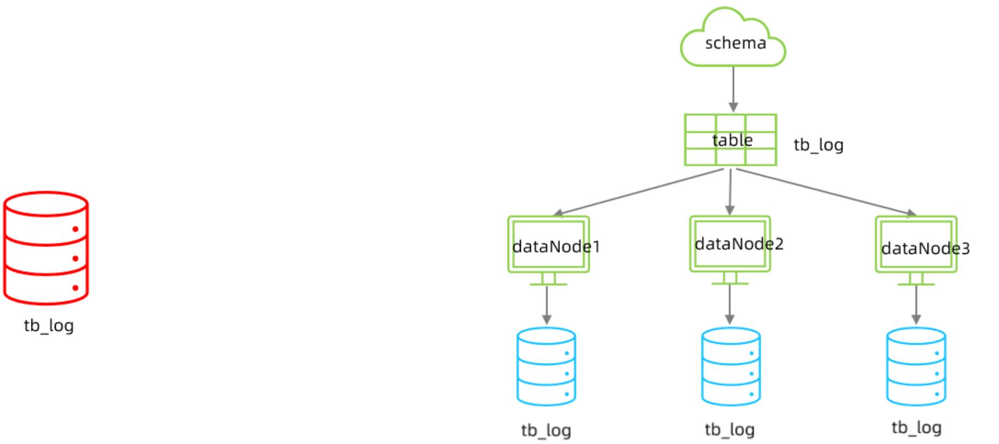 schema
table
tb_log
dataNode1
dataNode2
dataNode3
tb_log
tb_log
tb_log
tb_log